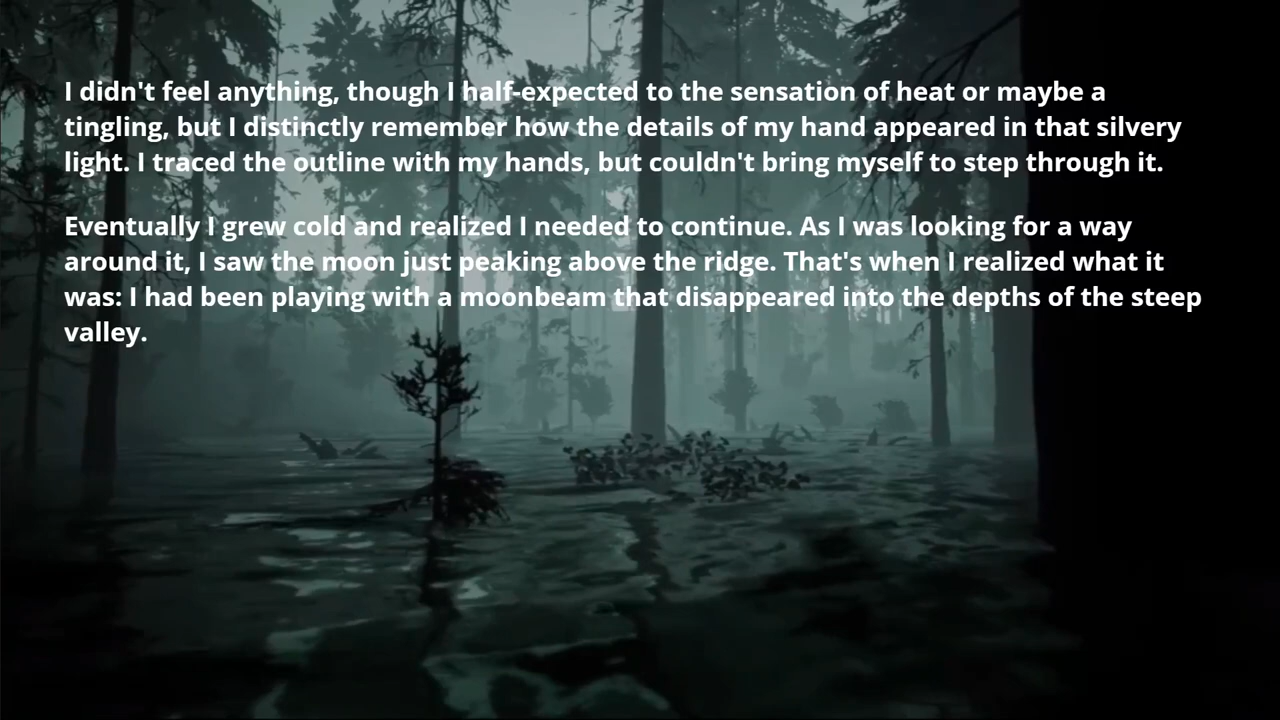 I didn't feel anything, though I half-expected to the sensation of heat or maybe a
tingling, but I distinctly remember how the details of my hand appeared in that silvery
light. I traced the outline with my hands, but couldn't bring myself to step through it.
Eventually I grew cold and realized I needed to continue. As I was looking for a way
around it, I saw the moon just peaking above the ridge. That's when I realized what it
was: I had been playing with a moonbeam that disappeared into the depths of the steep
valley.